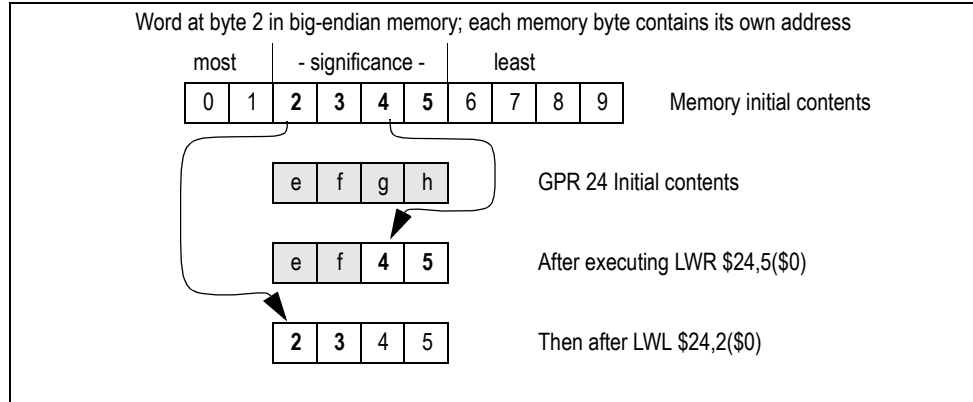 Word at byte 2 in big-endian memory; each memory byte contains its own address
most - significance - least
0 1 2 3 4 5 6 7 8 9 Memory initial contents
e f g h GPR 24 Initial contents
e f 4 5 After executing LWR $24,5($0)
2 3 4 5 Then after LWL $24,2($0)